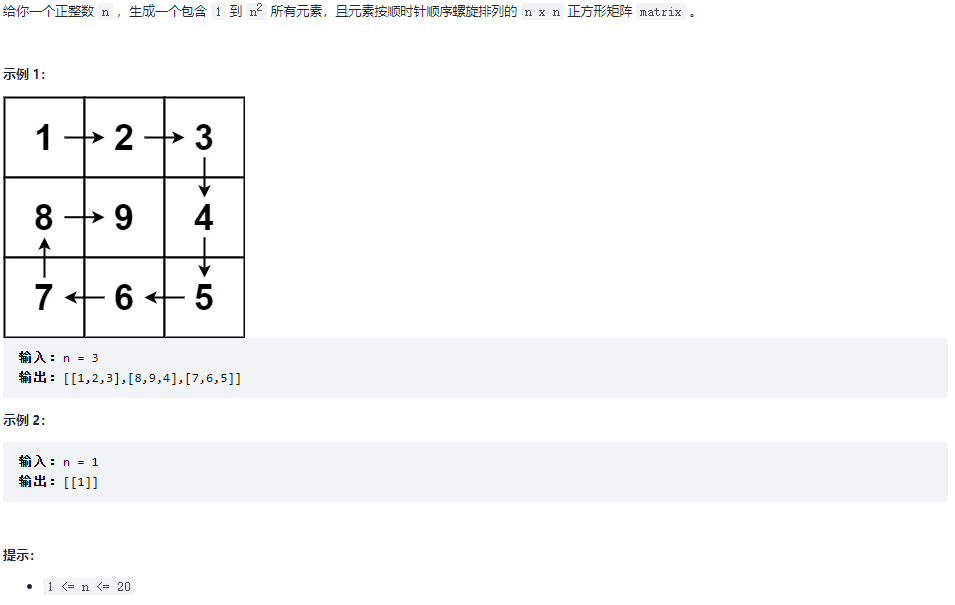 给你一个正整数 n ，生成一个包含 1 到 n² 所有元素，且元素按顺时针顺序螺旋排列的 n x n 正方形矩阵 matrix 。
示例 1：
1 2 3
8 9 4
7 6 5
输入：n = 3
输出：[[1,2,3],[8,9,4],[7,6,5]]
示例 2：
输入：n = 1
输出：[[1]]
提示：
• 1 <= n <= 20